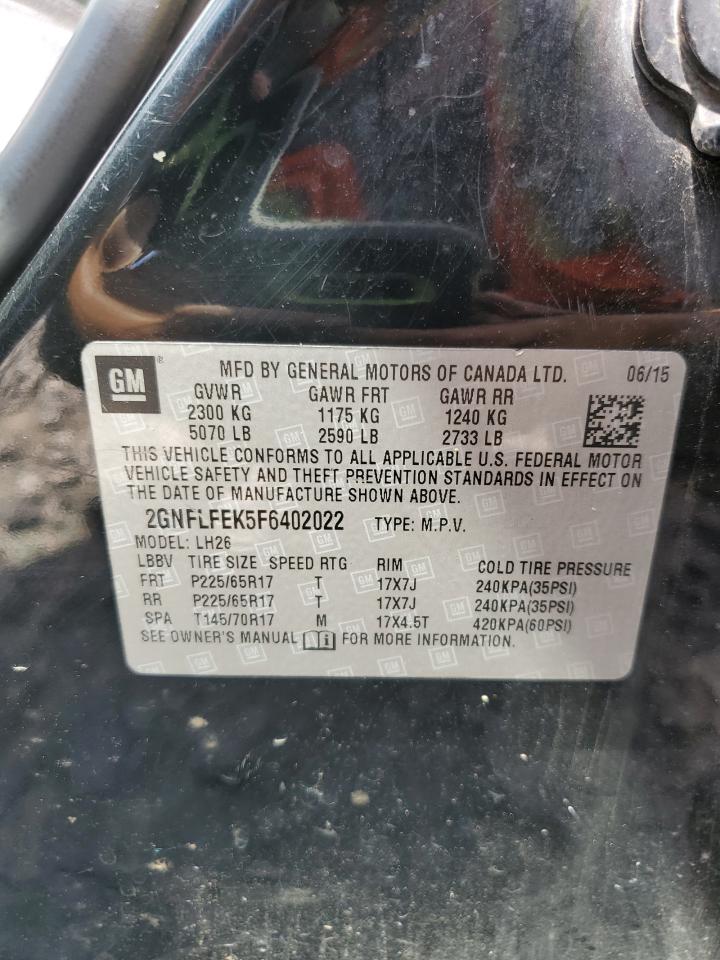 GM ® MFD BY GENERAL MOTORS OF CANADA LTD. 06/15
GVWR GAWR FRT GAWR RR
2300 KG 1175 KG 1240 KG
5070 LB 2590 LB 2733 LB
THIS VEHICLE CONFORMS TO ALL APPLICABLE U.S. FEDERAL MOTOR
VEHICLE SAFETY AND THEFT PREVENTION STANDARDS IN EFFECT ON
THE DATE OF MANUFACTURE SHOWN ABOVE.
2GNFLFEK5F6402022 TYPE: M.P.V.
MODEL: LH26
LBBV TIRE SIZE SPEED RTG RIM COLD TIRE PRESSURE
FRT P225/65R17 T 17X7J 240KPA(35PSI)
RR P225/65R17 T 17X7J 240KPA(35PSI)
SPA T145/70R17 M 17X4.5T 420KPA(60PSI)
SEE OWNER'S MANUAL FOR MORE INFORMATION.